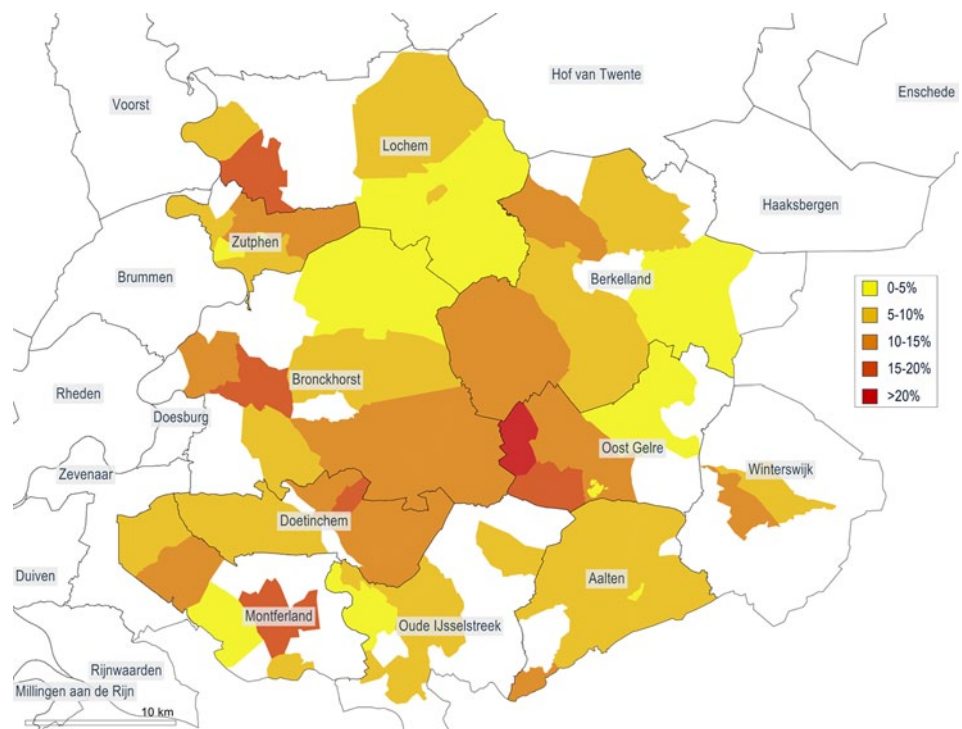 Hof van Twente
Enschede
Voorst
Lochem
Haaksbergen
Zutphen
Brummen
Berkelland
0-5%
5-10%
10-15%
15-20%
>20%
Bronckhorst
Rheden
Doesburg
Oost Gelre
Zevenaar
Winterswijk
Doetinchem
Duiven
Aalten
Montferland
Oude IJsselstreek
Rijnwaarden
Millingen aan de Rijn
10 km